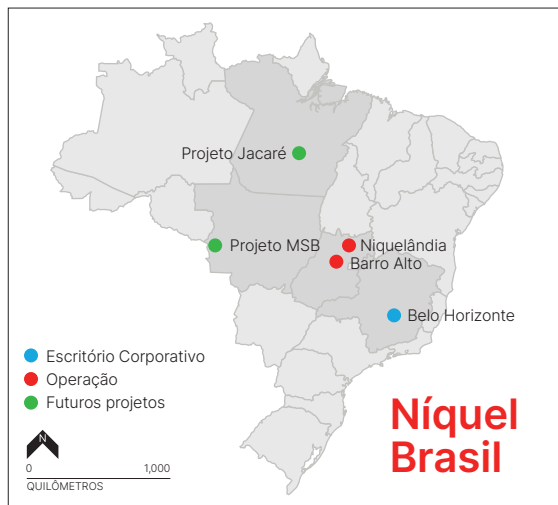 Projeto Jacaré
Projeto MSB
Niquelândia
Barro Alto
Belo Horizonte
Escritório Corporativo
Operação
Futuros projetos
N
0 1,000
QUILÔMETROS
Níquel
Brasil